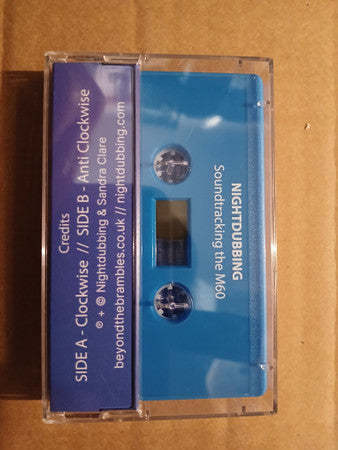 Credits
SIDE A - Clockwise // SIDE B - Anti Clockwise
℗ + © Nightdubbing & Sandra Clare
beyondthebrambles.co.uk // nightdubbing.com
NIGHTDUBBING
Soundtracking the M60